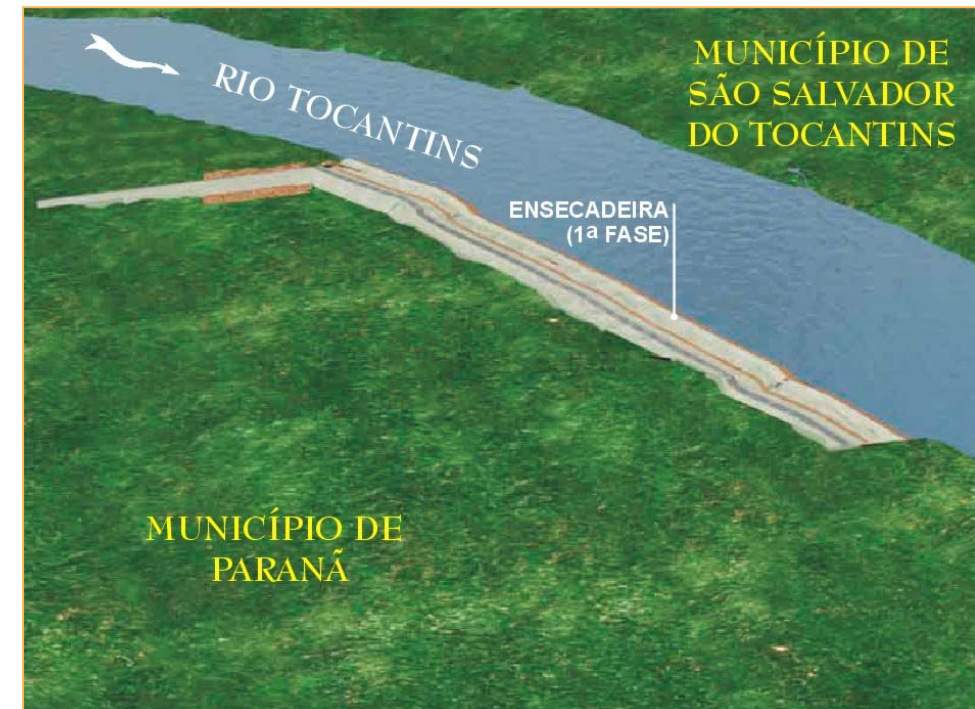 MUNICÍPIO DE
SÃO SALVADOR
DO TOCANTINS
RIO TOCANTINS
ENSECADEIRA
(1ª FASE)
MUNICÍPIO DE
PARANÃ